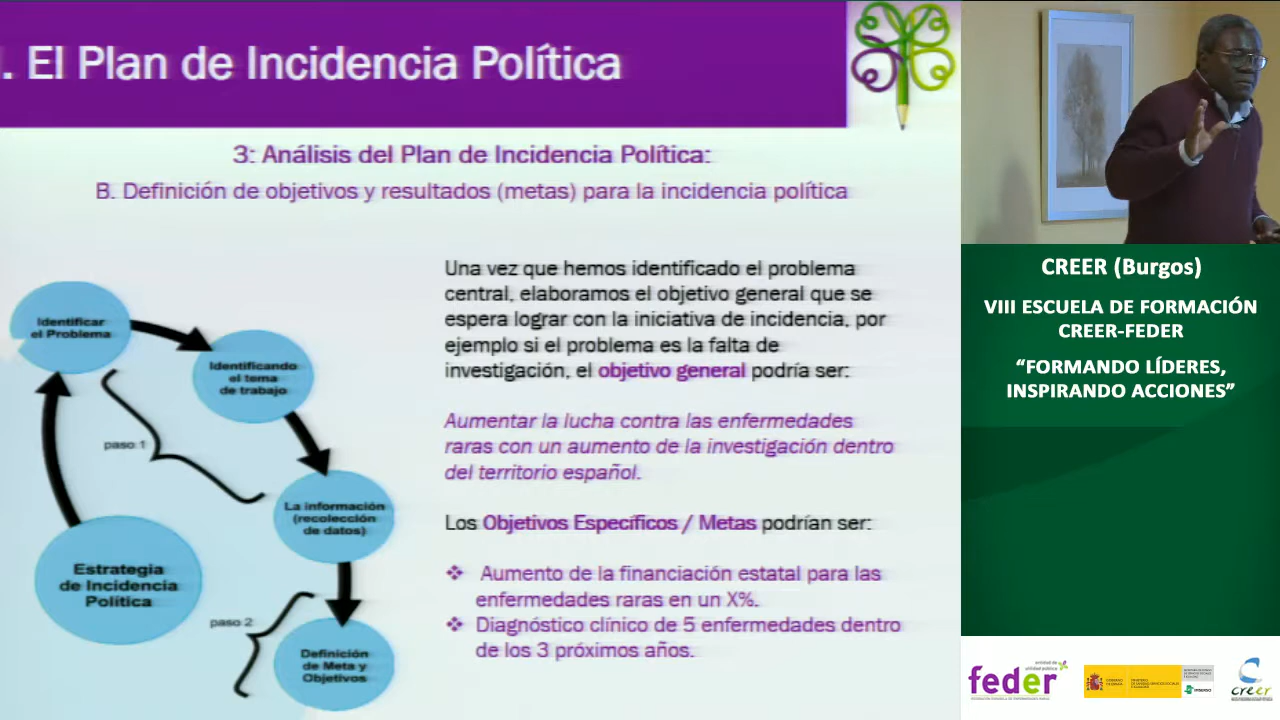 . El Plan de Incidencia Política
3: Análisis del Plan de Incidencia Política:
B. Definición de objetivos y resultados (metas) para la incidencia política
Identificar
el Problema
Identificando
el tema
de trabajo
paso 1
La información
(recolección
de datos)
Estrategia
de Incidencia
Política
paso 2
Definición
de Meta y
Objetivos
Una vez que hemos identificado el problema
central, elaboramos el objetivo general que se
espera lograr con la iniciativa de incidencia, por
ejemplo si el problema es la falta de
investigación, el objetivo general podría ser:
Aumentar la lucha contra las enfermedades
raras con un aumento de la investigación dentro
del territorio español.
Los Objetivos Específicos / Metas podrían ser:
❖ Aumento de la financiación estatal para las
enfermedades raras en un X%.
❖ Diagnóstico clínico de 5 enfermedades dentro
de los 3 próximos años.
CREER (Burgos)
VIII ESCUELA DE FORMACIÓN
CREER-FEDER
“FORMANDO LÍDERES,
INSPIRANDO ACCIONES”
feder
creer